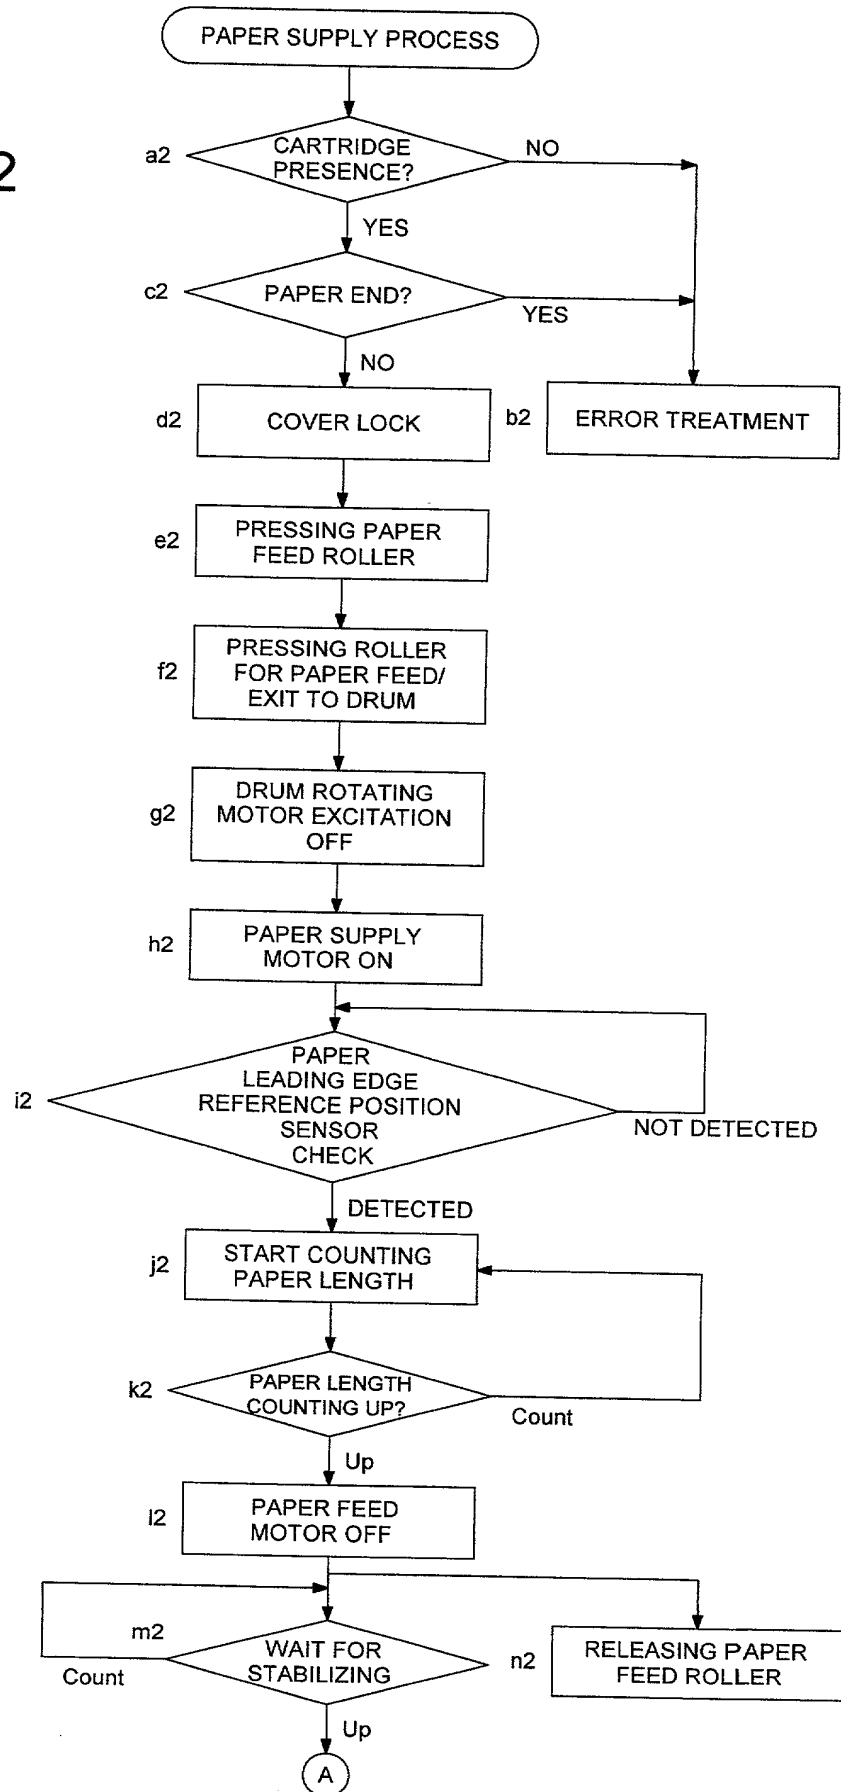 PAPER SUPPLY PROCESS
2
a2
CARTRIDGE
PRESENCE?
NO
YES
c2
PAPER END?
YES
NO
d2
COVER LOCK
b2
ERROR TREATMENT
e2
PRESSING PAPER
FEED ROLLER
f2
PRESSING ROLLER
FOR PAPER FEED/
EXIT TO DRUM
g2
DRUM ROTATING
MOTOR EXCITATION
OFF
h2
PAPER SUPPLY
MOTOR ON
i2
PAPER
LEADING EDGE
REFERENCE POSITION
SENSOR
CHECK
NOT DETECTED
DETECTED
j2
START COUNTING
PAPER LENGTH
k2
PAPER LENGTH
COUNTING UP?
Count
Up
l2
PAPER FEED
MOTOR OFF
m2
WAIT FOR
STABILIZING
Count
n2
RELEASING PAPER
FEED ROLLER
Up
A